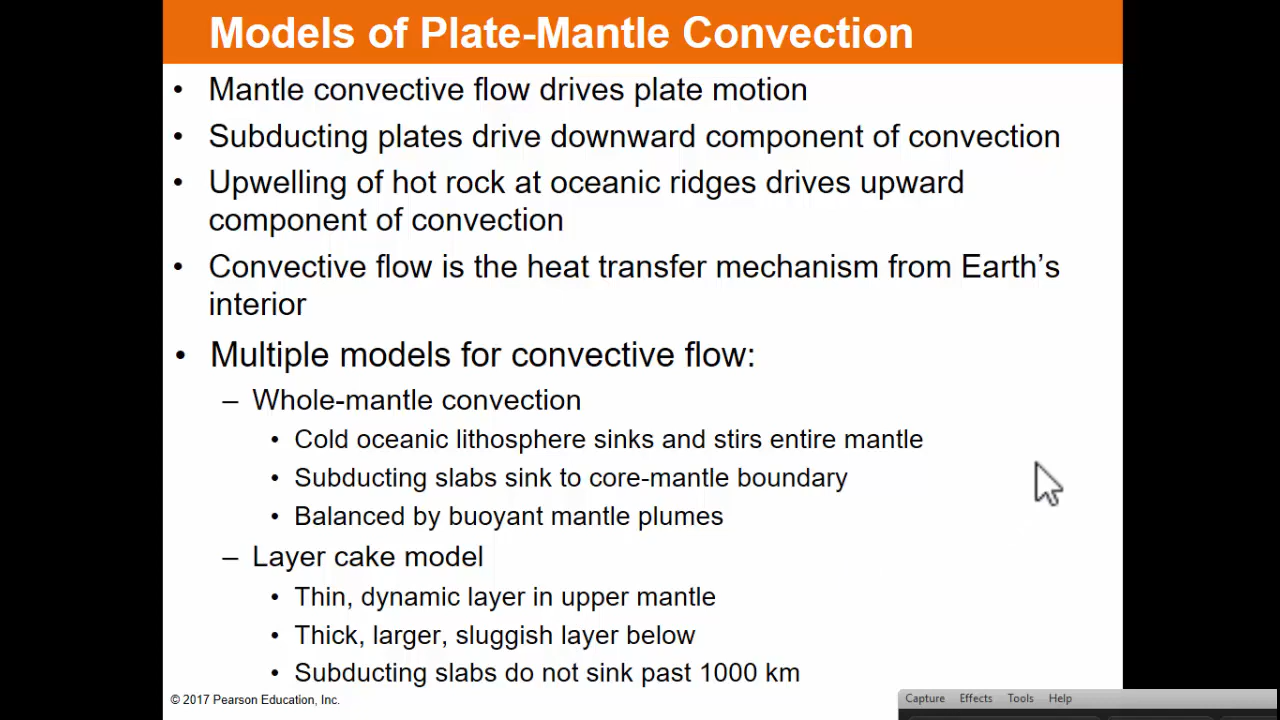 Models of Plate-Mantle Convection
• Mantle convective flow drives plate motion
• Subducting plates drive downward component of convection
• Upwelling of hot rock at oceanic ridges drives upward
component of convection
• Convective flow is the heat transfer mechanism from Earth’s
interior
• Multiple models for convective flow:
– Whole-mantle convection
• Cold oceanic lithosphere sinks and stirs entire mantle
• Subducting slabs sink to core-mantle boundary
• Balanced by buoyant mantle plumes
– Layer cake model
• Thin, dynamic layer in upper mantle
• Thick, larger, sluggish layer below
• Subducting slabs do not sink past 1000 km
© 2017 Pearson Education, Inc.
Capture Effects Tools Help